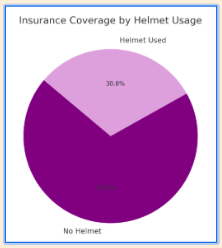 Insurance Coverage by Helmet Usage
Helmet Used
30.8%
No Helmet